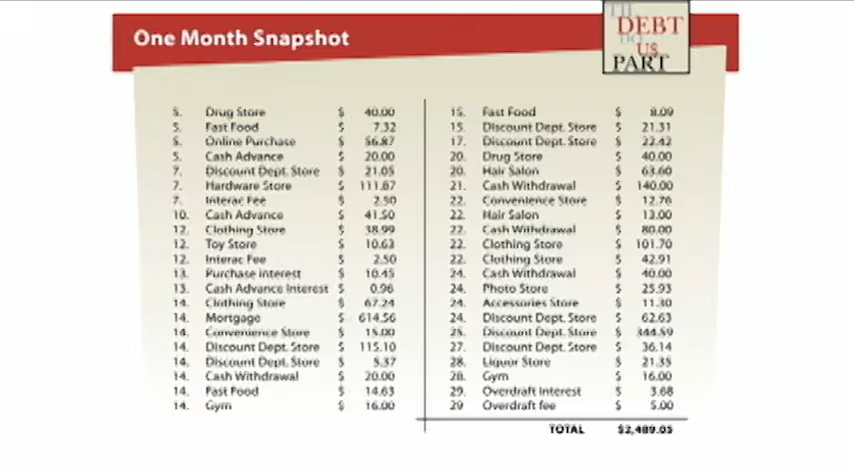 TIL
DEBT
DO
US
PART
One Month Snapshot
5. Drug Store $ 40.00
5. Fast Food $ 7.32
5. Online Purchase $ 56.87
5. Cash Advance $ 20.00
7. Discount Dept. Store $ 21.05
7. Hardware Store $ 111.87
7. Interac Fee $ 2.50
10. Cash Advance $ 41.50
12. Clothing Store $ 38.99
12. Toy Store $ 10.63
12. Interac Fee $ 2.50
13. Purchase Interest $ 10.45
13. Cash Advance Interest $ 0.96
14. Clothing Store $ 67.24
14. Mortgage $ 614.56
14. Convenience Store $ 15.00
14. Discount Dept. Store $ 115.10
14. Discount Dept. Store $ 5.37
14. Cash Withdrawal $ 20.00
14. Fast Food $ 14.63
14. Gym $ 16.00
15. Fast Food $ 8.09
15. Discount Dept. Store $ 21.31
17. Discount Dept. Store $ 22.42
20. Drug Store $ 40.00
20. Hair Salon $ 63.60
21. Cash Withdrawal $ 140.00
22. Convenience Store $ 12.76
22. Hair Salon $ 13.00
22. Cash Withdrawal $ 80.00
22. Clothing Store $ 101.70
22. Clothing Store $ 42.91
24. Cash Withdrawal $ 40.00
24. Photo Store $ 25.93
24. Accessories Store $ 11.30
24. Discount Dept. Store $ 62.63
25. Discount Dept. Store $ 344.59
27. Discount Dept. Store $ 36.14
28. Liquor Store $ 21.35
28. Gym $ 16.00
29. Overdraft Interest $ 3.68
29 Overdraft fee $ 5.00
TOTAL $2,489.05